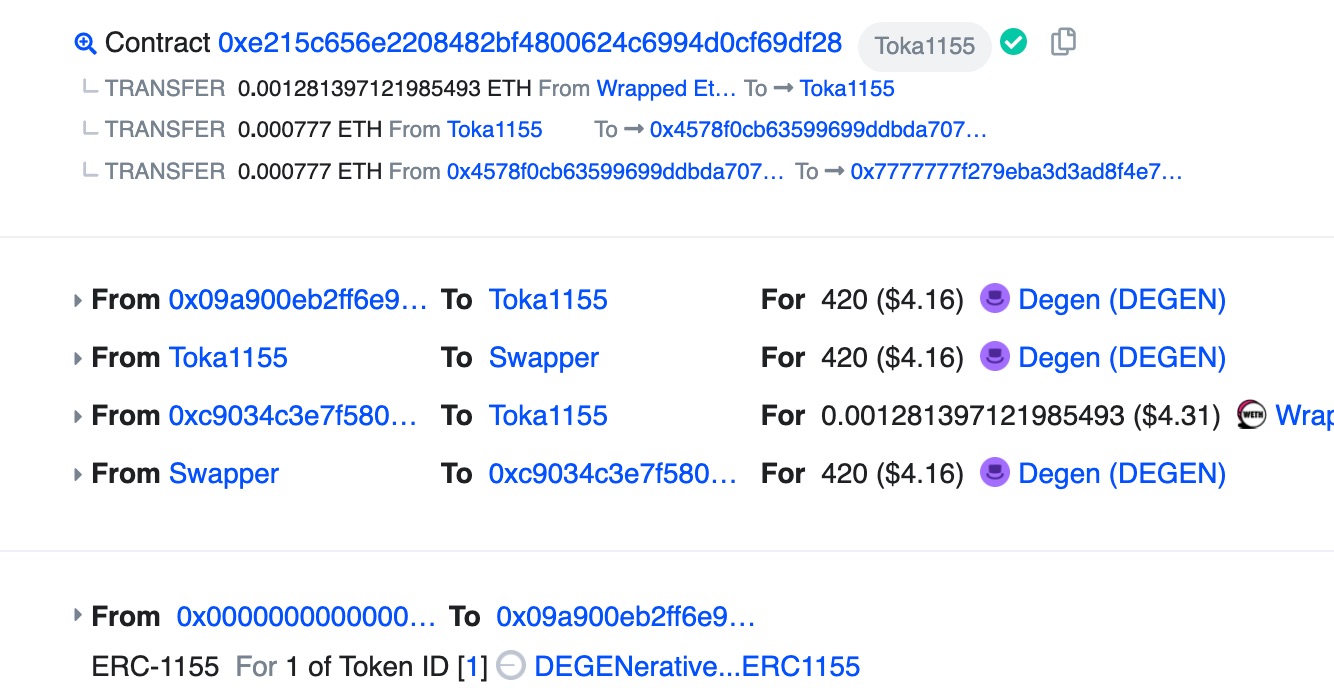 Contract 0xe215c656e2208482bf4800624c6994d0cf69df28 Toka1155
TRANSFER 0.001281397121985493 ETH From Wrapped Et... To → Toka1155
TRANSFER 0.000777 ETH From Toka1155 To → 0x4578f0cb63599699ddbda707...
TRANSFER 0.000777 ETH From 0x4578f0cb63599699ddbda707... To → 0x7777777f279eba3d3ad8f4e7...
From 0x09a900eb2ff6e9... To Toka1155 For 420 ($4.16) Degen (DEGEN)
From Toka1155 To Swapper For 420 ($4.16) Degen (DEGEN)
From 0xc9034c3e7f580... To Toka1155 For 0.001281397121985493 ($4.31) WETH Wrap
From Swapper To 0xc9034c3e7f580... For 420 ($4.16) Degen (DEGEN)
From 0x0000000000000... To 0x09a900eb2ff6e9...
ERC-1155 For 1 of Token ID [1] DEGENerative...ERC1155